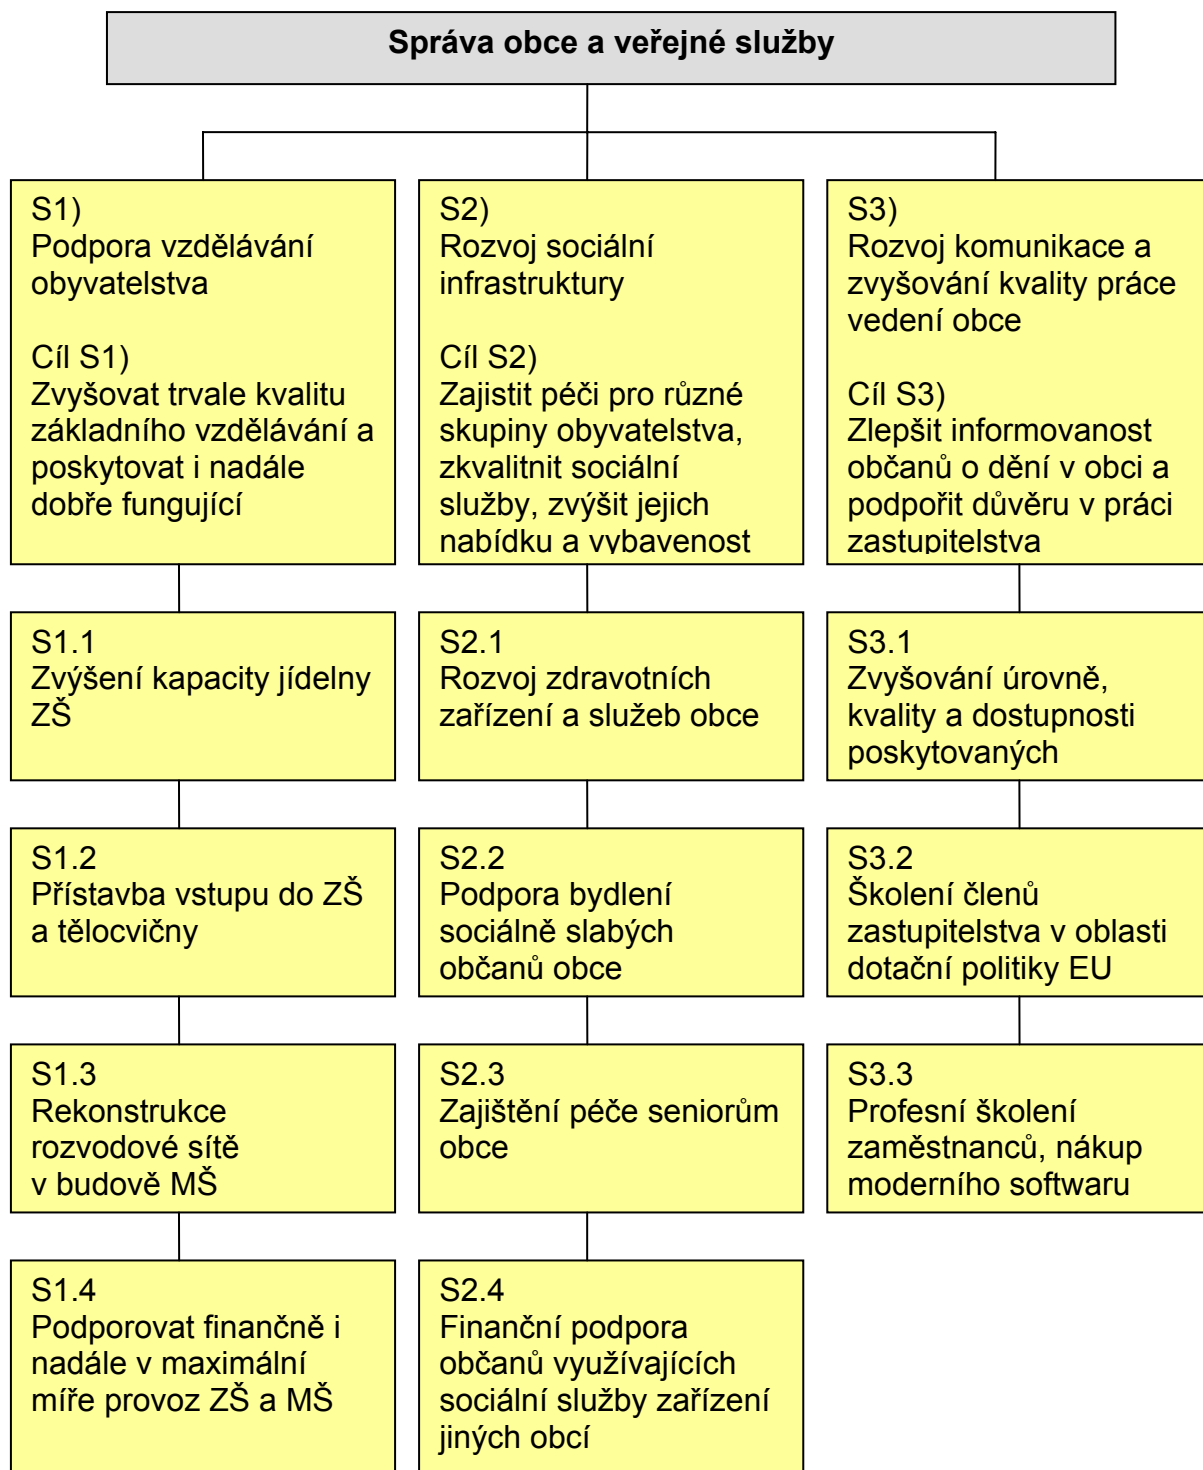 Správa obce a veřejné služby
S1)
Podpora vzdělávání
obyvatelstva
Cíl S1)
Zvyšovat trvale kvalitu
základního vzdělávání a
poskytovat i nadále
dobře fungující
S2)
Rozvoj sociální
infrastruktury
Cíl S2)
Zajistit péči pro různé
skupiny obyvatelstva,
zkvalitnit sociální
služby, zvýšit jejich
nabídku a vybavenost
S3)
Rozvoj komunikace a
zvyšování kvality práce
vedení obce
Cíl S3)
Zlepšit informovanost
občanů o dění v obci a
podpořit důvěru v práci
zastupitelstva
S1.1
Zvýšení kapacity jídelny
ZŠ
S2.1
Rozvoj zdravotních
zařízení a služeb obce
S3.1
Zvyšování úrovně,
kvality a dostupnosti
poskytovaných
S1.2
Přístavba vstupu do ZŠ
a tělocvičny
S2.2
Podpora bydlení
sociálně slabých
občanů obce
S3.2
Školení členů
zastupitelstva v oblasti
dotační politiky EU
S1.3
Rekonstrukce
rozvodové sítě
v budově MŠ
S2.3
Zajištění péče seniorům
obce
S3.3
Profesní školení
zaměstnanců, nákup
moderního softwaru
S1.4
Podporovat finančně i
nadále v maximální
míře provoz ZŠ a MŠ
S2.4
Finanční podpora
občanů využívajících
sociální služby zařízení
jiných obcí